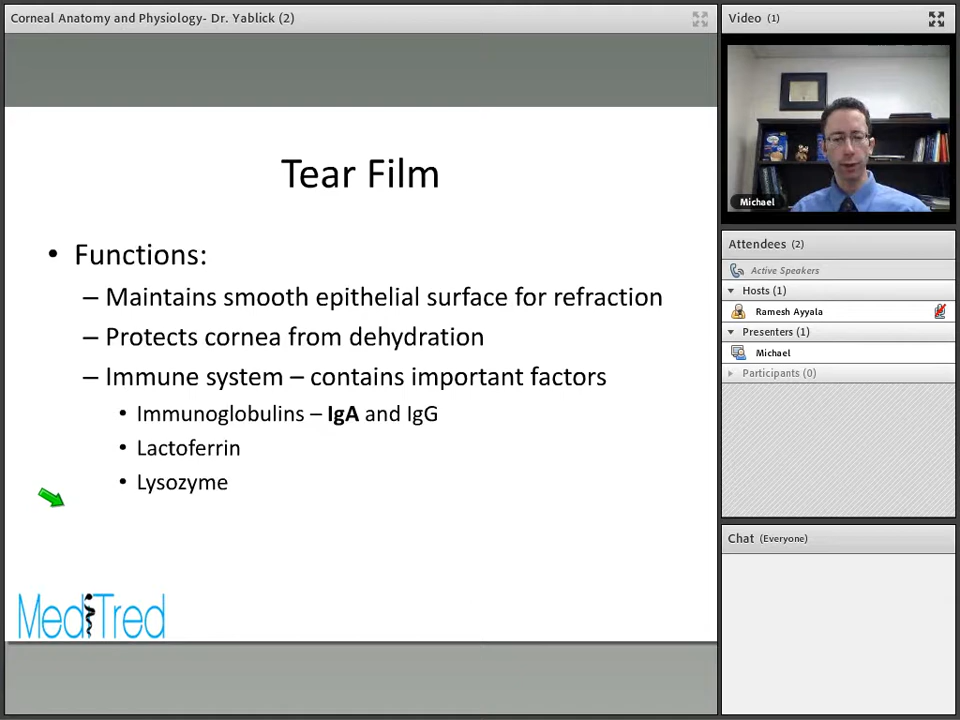 Corneal Anatomy and Physiology- Dr. Yablick (2)
Tear Film
• Functions:
– Maintains smooth epithelial surface for refraction
– Protects cornea from dehydration
– Immune system – contains important factors
• Immunoglobulins – IgA and IgG
• Lactoferrin
• Lysozyme
MediTred
Video (1)
Michael
Attendees (2)
Active Speakers
Hosts (1)
Ramesh Ayyala
Presenters (1)
Michael
Participants (0)
Chat (Everyone)